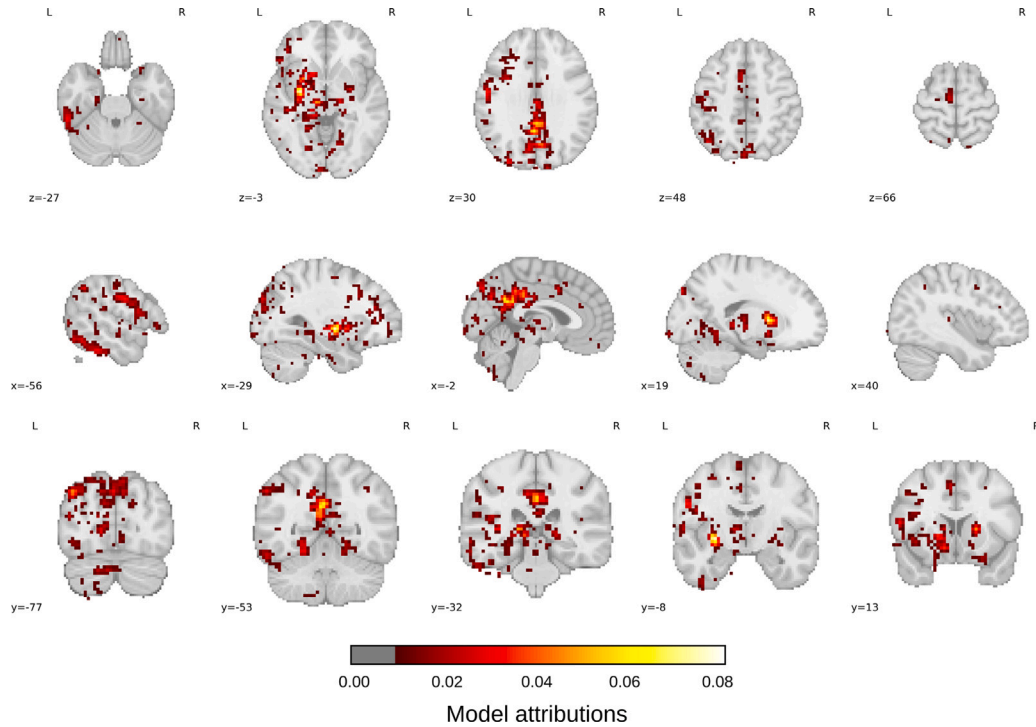 L R L R L R L R L R
z=-27 z=-3 z=30 z=48 z=66
x=-56 x=-29 x=-2 x=19 x=40
L R L R L R L R L R
y=-77 y=-53 y=-32 y=-8 y=13
0.00 0.02 0.04 0.06 0.08
Model attributions